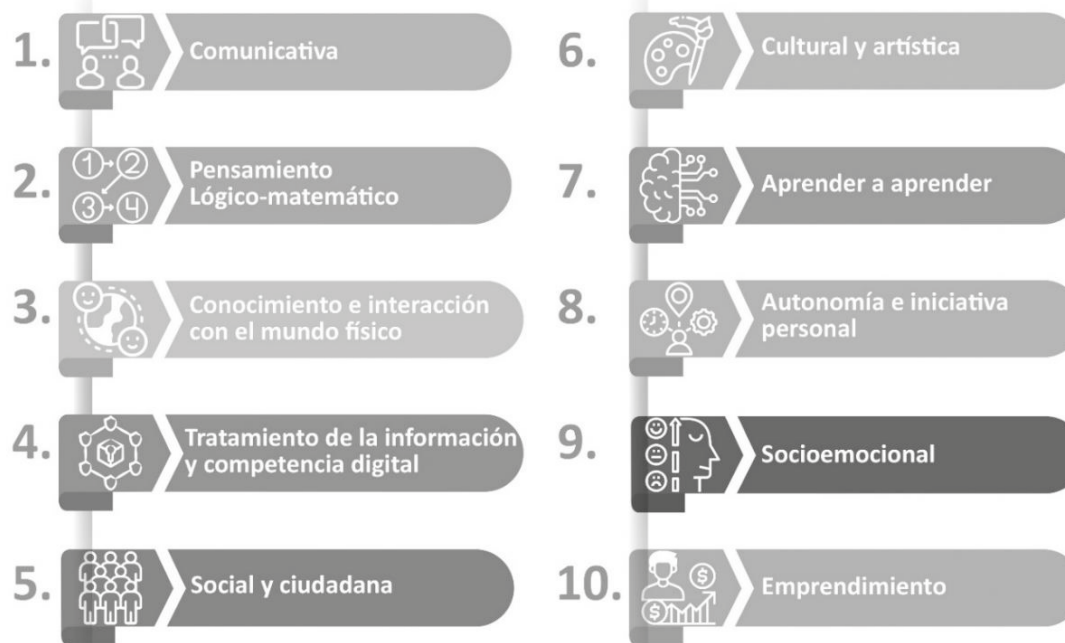 1.
Comunicativa
2.
Pensamiento
Lógico-matemático
3.
Conocimiento e interacción
con el mundo físico
4.
Tratamiento de la información
y competencia digital
5.
Social y ciudadana
6.
Cultural y artística
7.
Aprender a aprender
8.
Autonomía e iniciativa
personal
9.
Socioemocional
10.
Emprendimiento